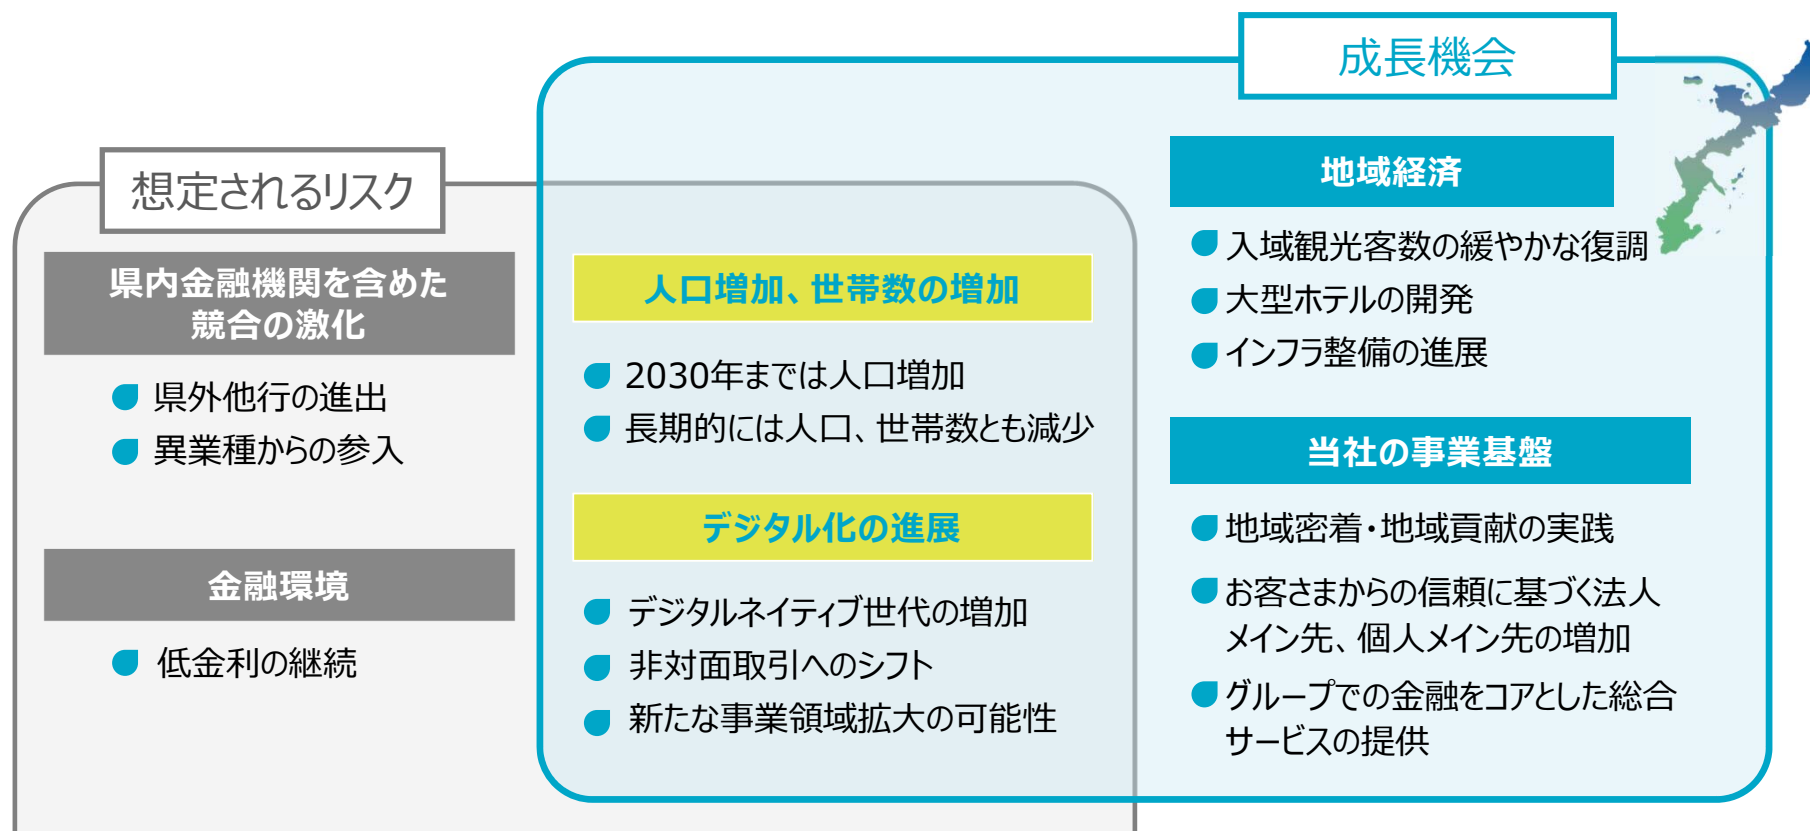 成長機会
想定されるリスク
県内金融機関を含めた
競合の激化
県外他行の進出
異業種からの参入
金融環境
低金利の継続
人口増加、世帯数の増加
2030年までは人口増加
長期的には人口、世帯数とも減少
デジタル化の進展
デジタルネイティブ世代の増加
非対面取引へのシフト
新たな事業領域拡大の可能性
地域経済
入域観光客数の緩やかな復調
大型ホテルの開発
インフラ整備の進展
当社の事業基盤
地域密着・地域貢献の実践
お客さまからの信頼に基づく法人
メイン先、個人メイン先の増加
グループでの金融をコアとした総合
サービスの提供